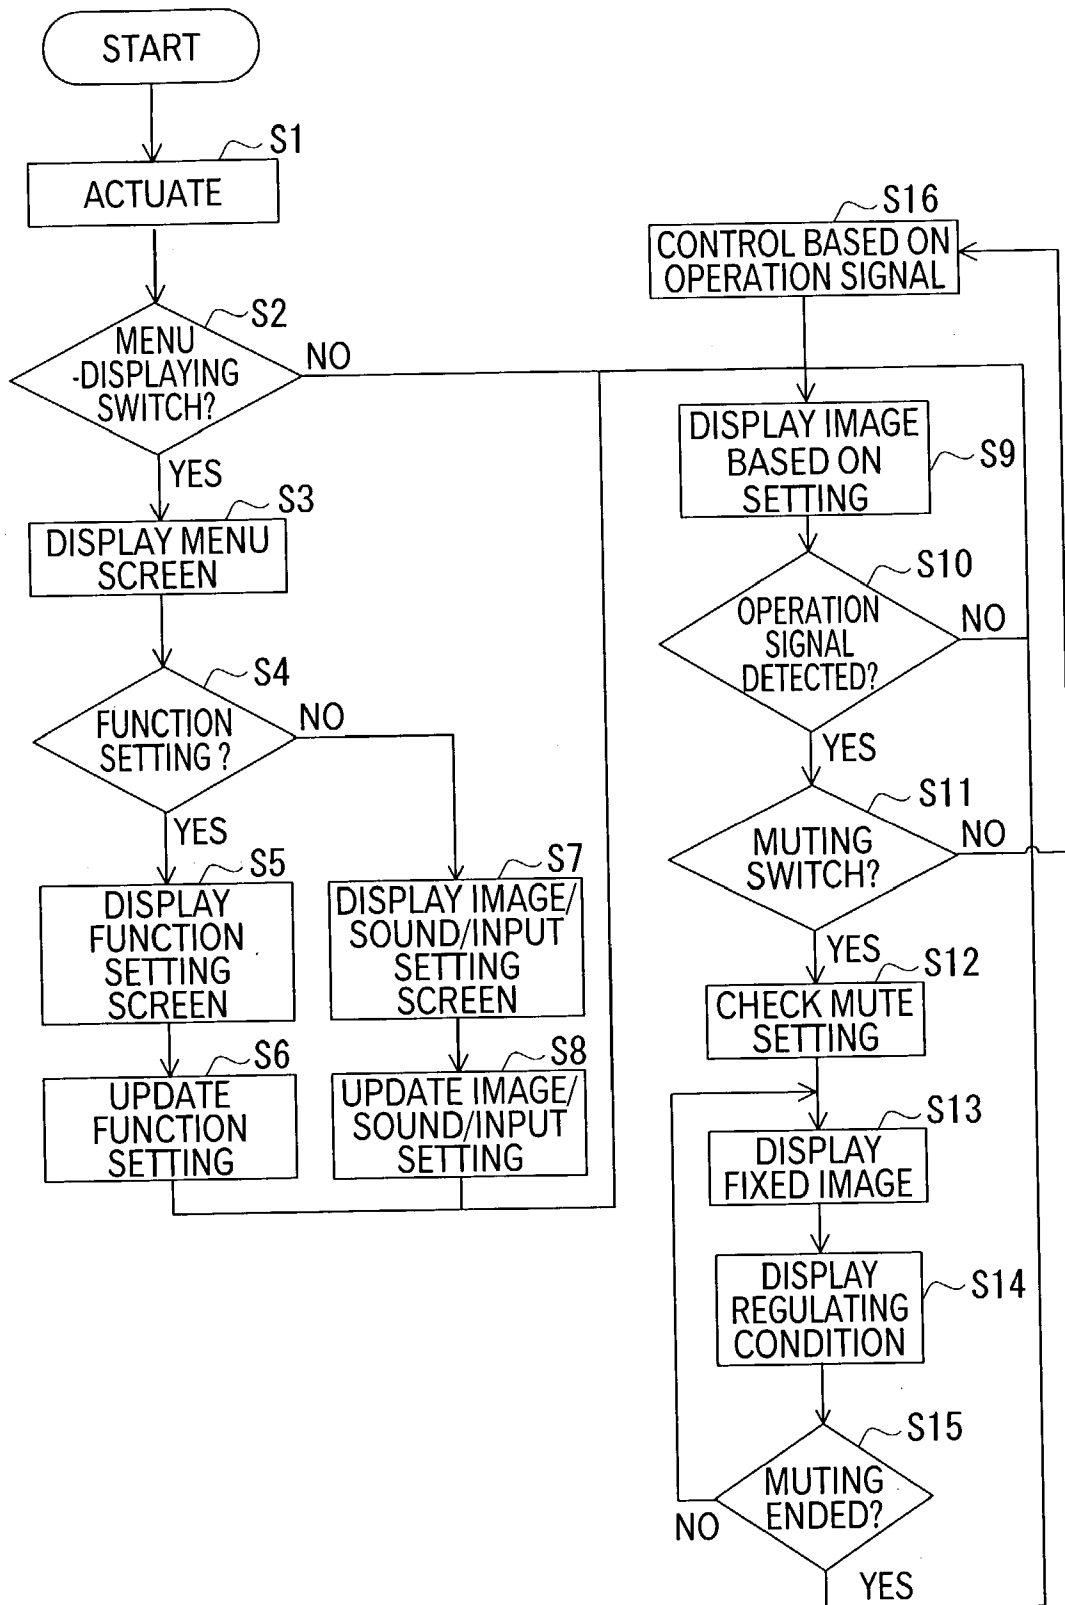 START
S1
ACTUATE
S2
MENU
-DISPLAYING
SWITCH?
NO
YES
S3
DISPLAY MENU
SCREEN
S4
FUNCTION
SETTING ?
NO
YES
S5
DISPLAY
FUNCTION
SETTING
SCREEN
S6
UPDATE
FUNCTION
SETTING
S7
DISPLAY IMAGE/
SOUND/INPUT
SETTING
SCREEN
S8
UPDATE IMAGE/
SOUND/INPUT
SETTING
S16
CONTROL BASED ON
OPERATION SIGNAL
DISPLAY IMAGE
BASED ON
SETTING
S9
S10
OPERATION
SIGNAL
DETECTED?
NO
YES
S11
MUTING
SWITCH?
NO
YES
S12
CHECK MUTE
SETTING
S13
DISPLAY
FIXED IMAGE
DISPLAY
REGULATING
CONDITION
S14
S15
MUTING
ENDED?
NO
YES